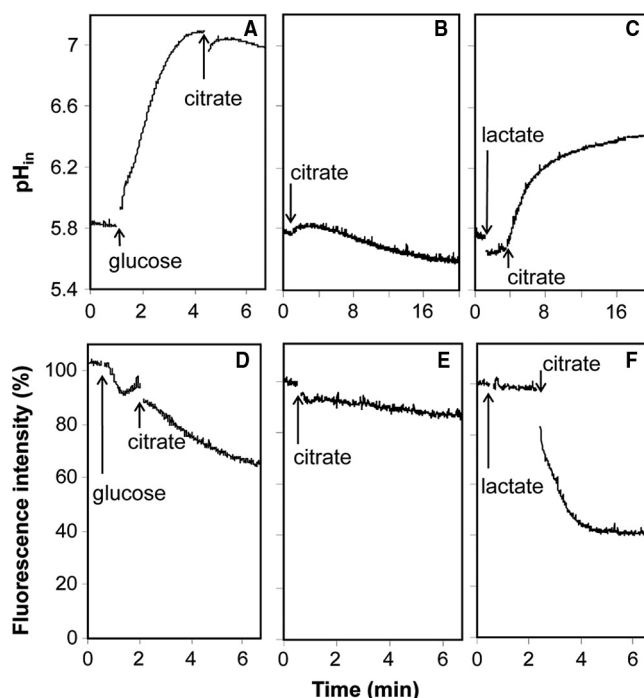 A
B
C
7
6.6
6.2
5.8
5.4
pHin
citrate
glucose
citrate
lactate
citrate
0 2 4 6
0 8 16
0 8 16
D
E
F
100
80
60
40
20
0
Fluorescence intensity (%)
citrate
glucose
citrate
citrate
lactate
0 2 4 6
0 2 4 6
0 2 4 6
Time (min)